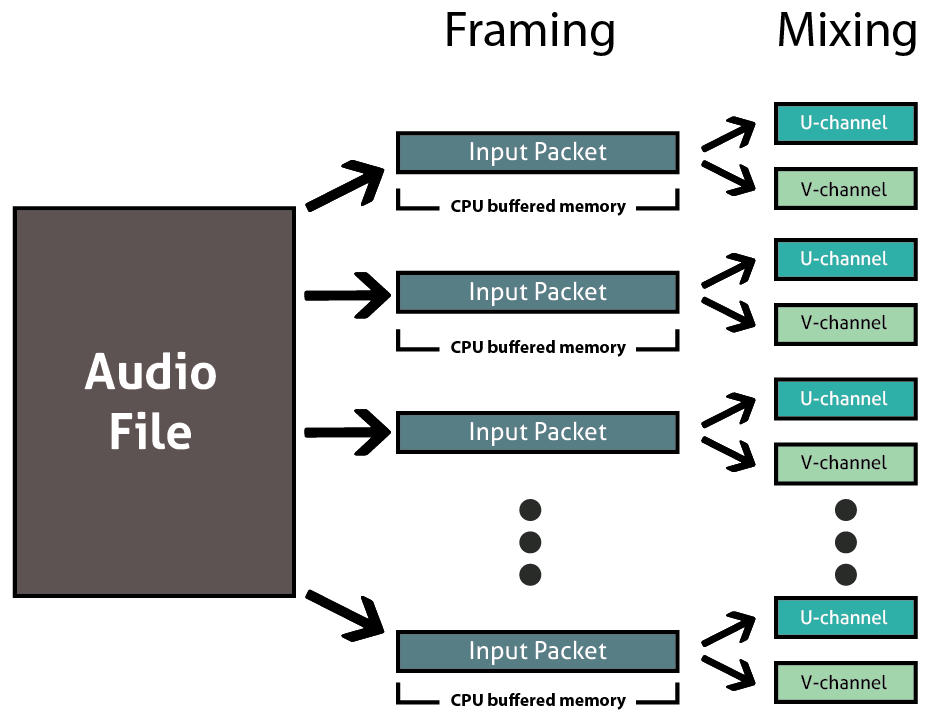 Framing
Mixing
Audio
File
Input Packet
CPU buffered memory
U-channel
V-channel
Input Packet
CPU buffered memory
U-channel
V-channel
Input Packet
U-channel
V-channel
Input Packet
CPU buffered memory
U-channel
V-channel